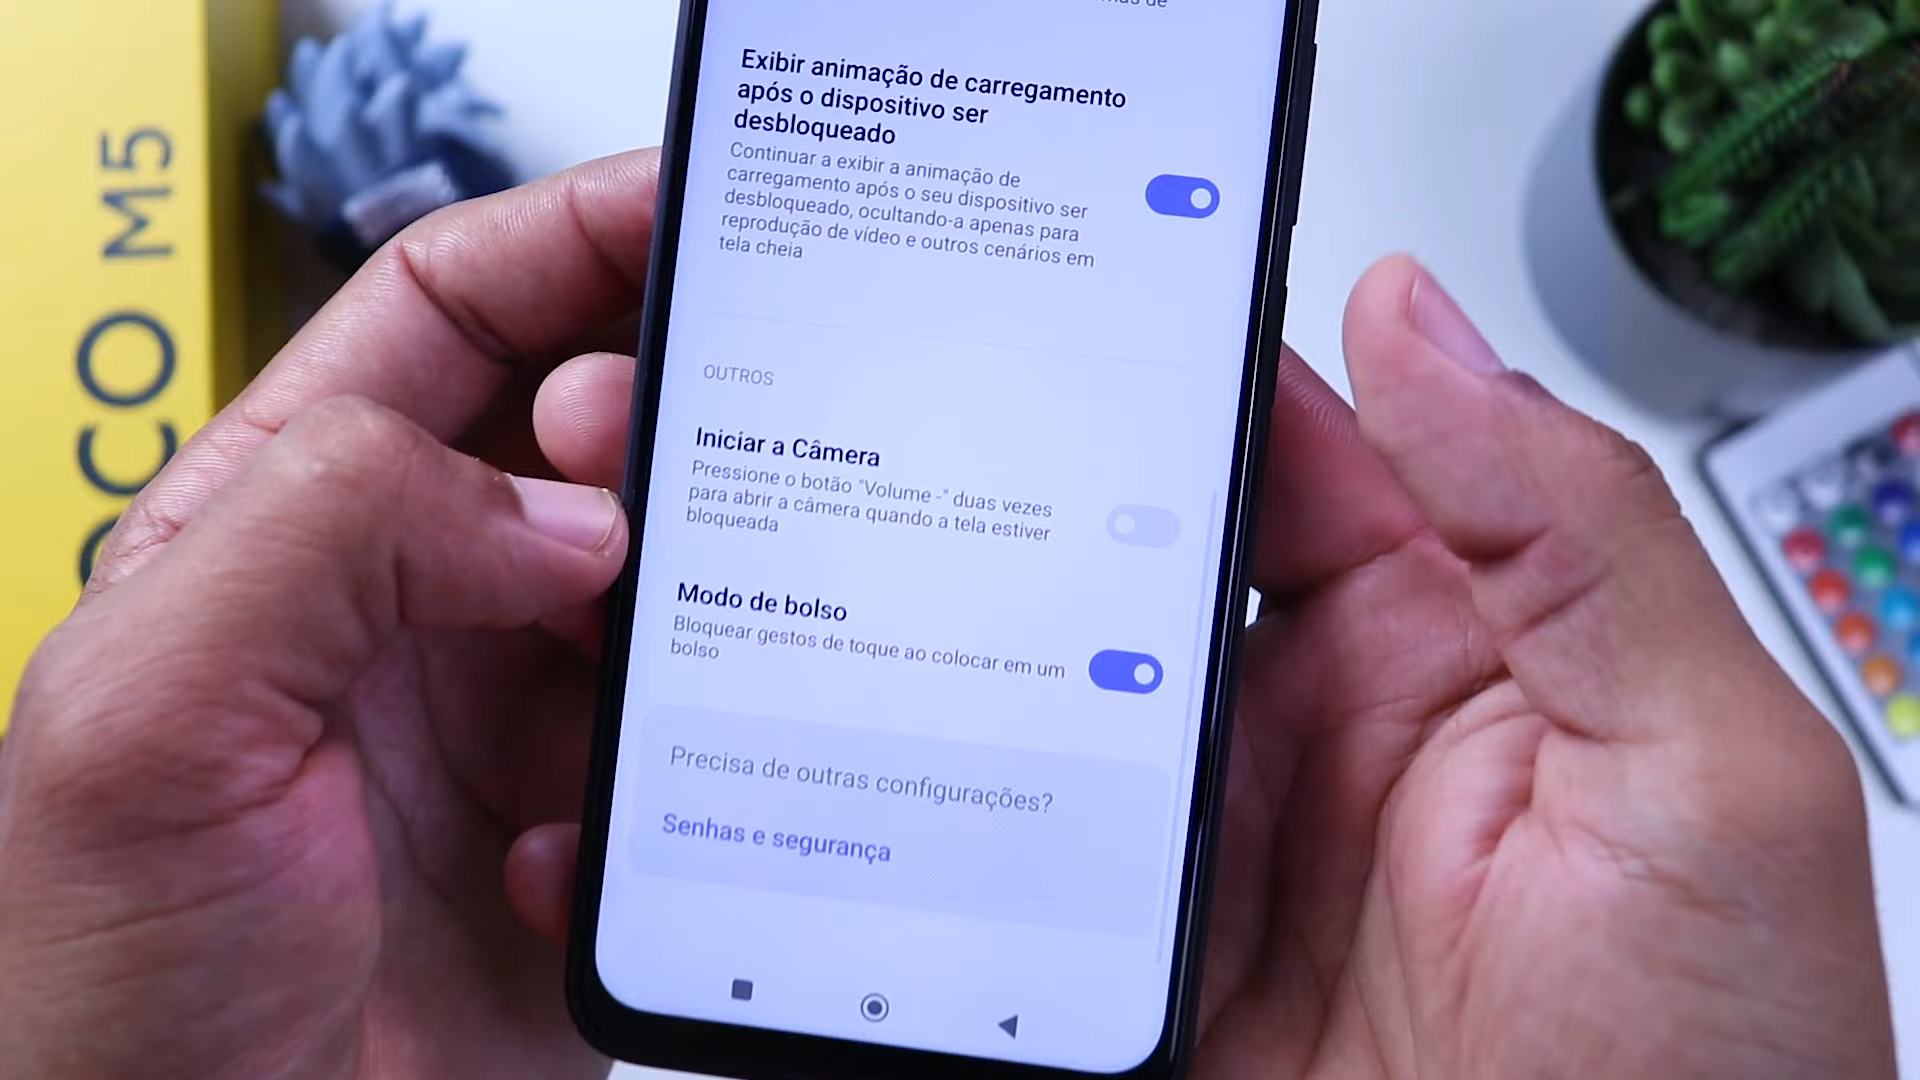 Exibir animação de carregamento
após o dispositivo ser
desbloqueado
Continuar a exibir a animação de
carregamento após o seu dispositivo ser
desbloqueado, ocultando-a apenas para
reprodução de vídeo e outros cenários em
tela cheia
OUTROS
Iniciar a Câmera
Pressione o botão "Volume -" duas vezes
para abrir a câmera quando a tela estiver
bloqueada
Modo de bolso
Bloquear gestos de toque ao colocar em um
bolso
Precisa de outras configurações?
Senhas e segurança
OCO M5